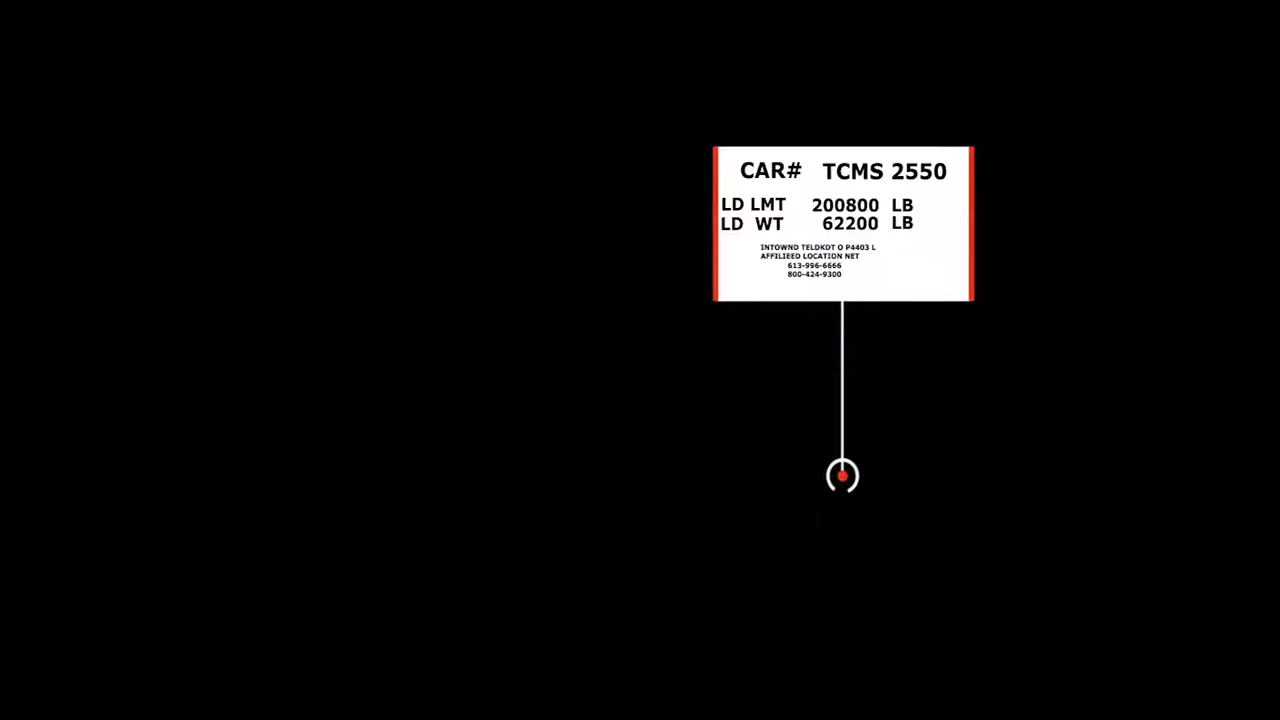 CAR# TCMS 2550
LD LMT 200800 LB
LD WT 62200 LB
INTOWND TELDKDT O P4403 L
AFFILIEED LOCATION NET
613-996-6666
800-424-9300